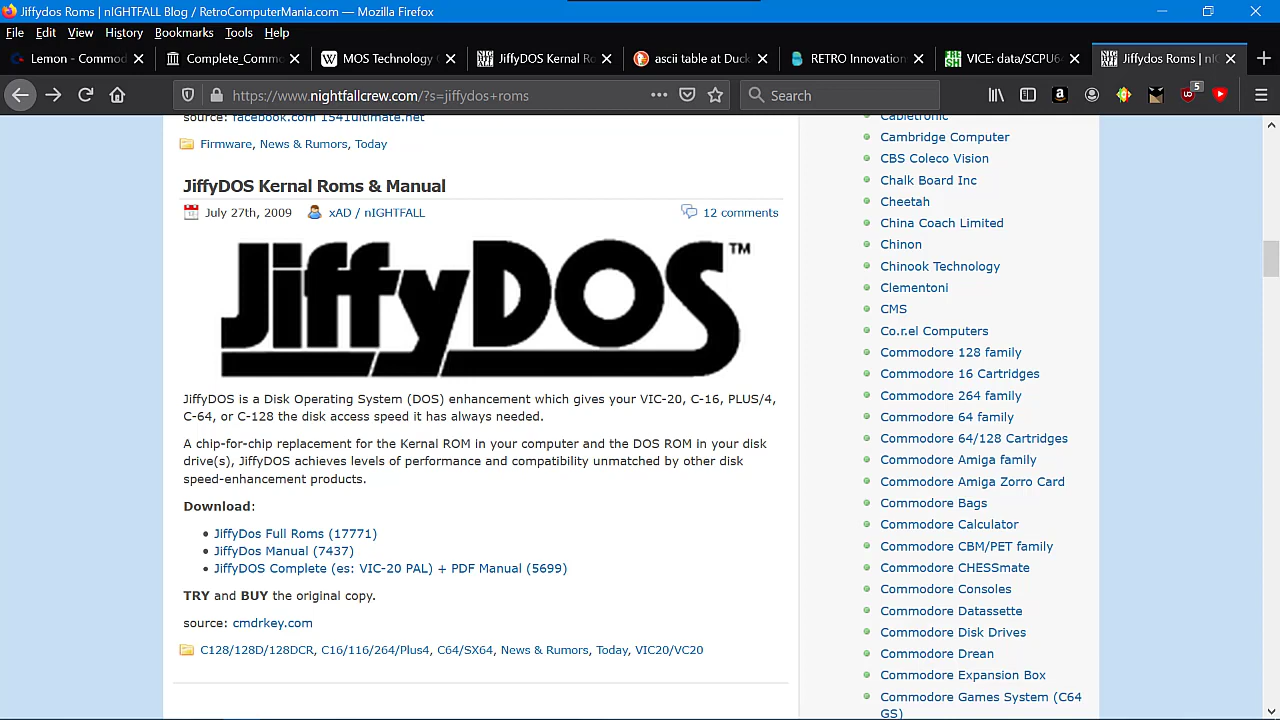 Jiffydos Roms | nIGHTFALL Blog / RetroComputerMania.com — Mozilla Firefox
File Edit View History Bookmarks Tools Help
Lemon - Commod
Complete_Commo
MOS Technology
JiffyDOS Kernal Ro
ascii table at Duck
RETRO Innovation
VICE: data/SCPU6
Jiffydos Roms | nI
https://www.nightfallcrew.com/?s=jiffydos+roms
Search
5
source: facebook.com 1541ultimate.net
Firmware, News & Rumors, Today
JiffyDOS Kernal Roms & Manual
July 27th, 2009 xAD / nIGHTFALL 12 comments
JiffyDOS™
JiffyDOS is a Disk Operating System (DOS) enhancement which gives your VIC-20, C-16, PLUS/4,
C-64, or C-128 the disk access speed it has always needed.
A chip-for-chip replacement for the Kernal ROM in your computer and the DOS ROM in your disk
drive(s), JiffyDOS achieves levels of performance and compatibility unmatched by other disk
speed-enhancement products.
Download:
JiffyDos Full Roms (17771)
JiffyDos Manual (7437)
JiffyDOS Complete (es: VIC-20 PAL) + PDF Manual (5699)
TRY and BUY the original copy.
source: cmdrkey.com
C128/128D/128DCR, C16/116/264/Plus4, C64/SX64, News & Rumors, Today, VIC20/VC20
Cabletronic
Cambridge Computer
CBS Coleco Vision
Chalk Board Inc
Cheetah
China Coach Limited
Chinon
Chinook Technology
Clementoni
CMS
Co.r.el Computers
Commodore 128 family
Commodore 16 Cartridges
Commodore 264 family
Commodore 64 family
Commodore 64/128 Cartridges
Commodore Amiga family
Commodore Amiga Zorro Card
Commodore Bags
Commodore Calculator
Commodore CBM/PET family
Commodore CHESSmate
Commodore Consoles
Commodore Datassette
Commodore Disk Drives
Commodore Drean
Commodore Expansion Box
Commodore Games System (C64
GS)